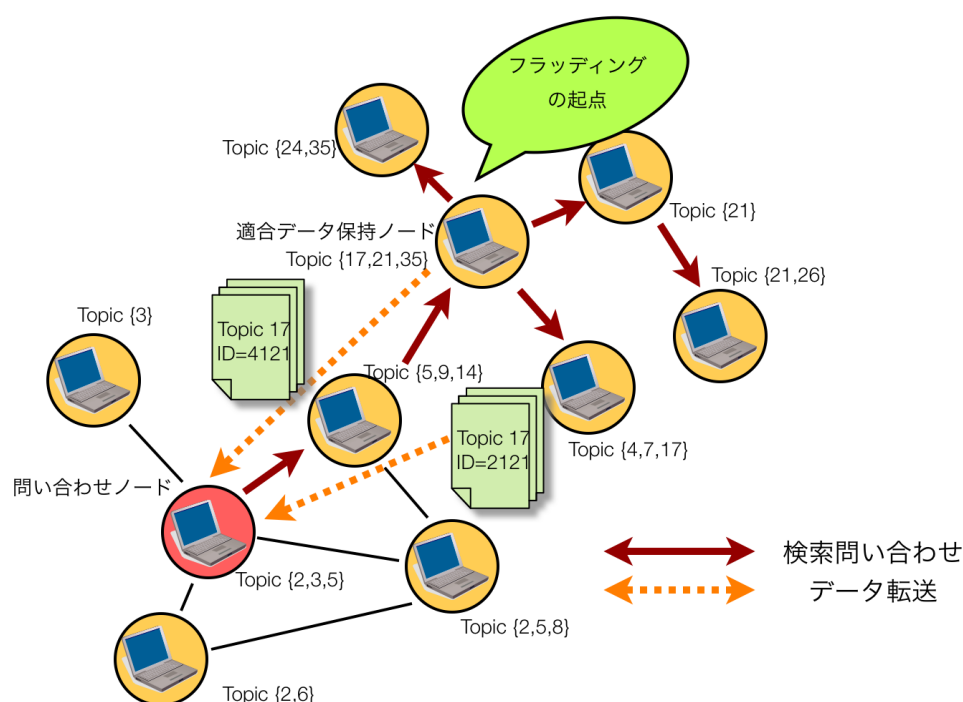 フラッディング
の起点
Topic {24,35}
Topic {21}
適合データ保持ノード
Topic {17,21,35}
Topic {21,26}
Topic {3}
Topic 17
ID=4121
Topic {5,9,14}
Topic 17
ID=2121
Topic {4,7,17}
問い合わせノード
Topic {2,3,5}
検索問い合わせ
データ転送
Topic {2,5,8}
Topic {2,6}